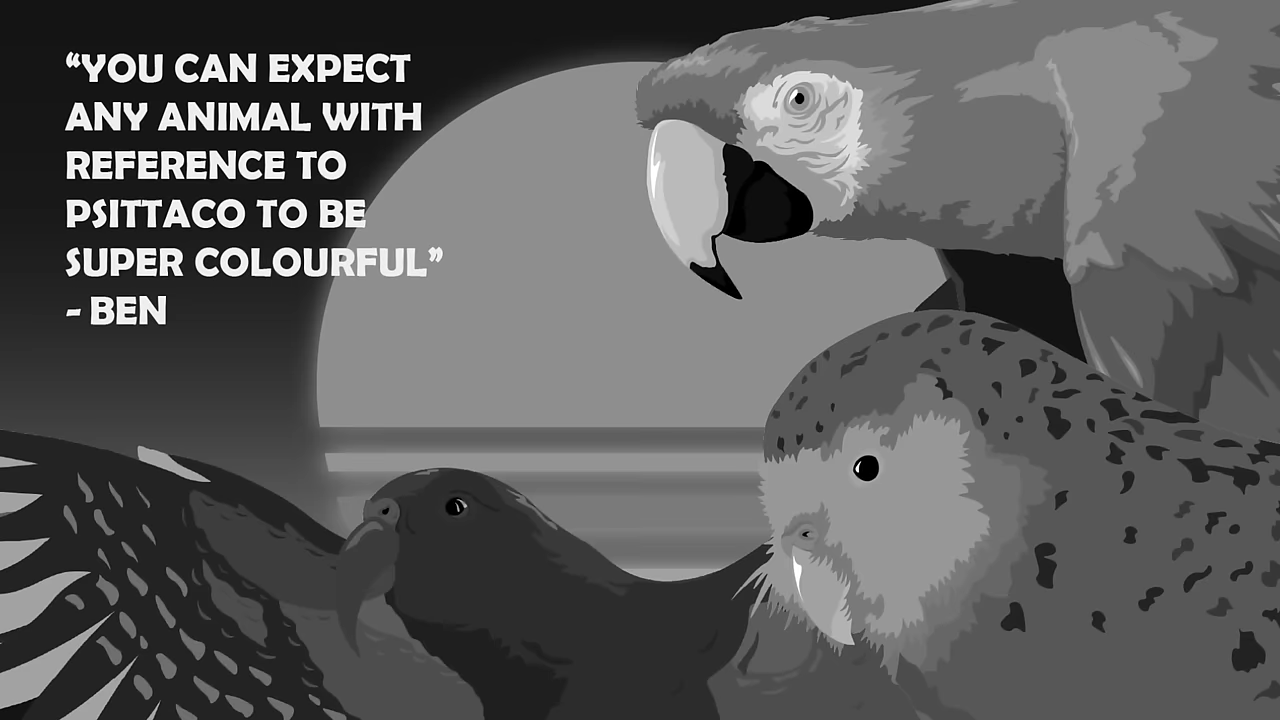 “YOU CAN EXPECT
ANY ANIMAL WITH
REFERENCE TO
PSITTACO TO BE
SUPER COLOURFUL”
- BEN